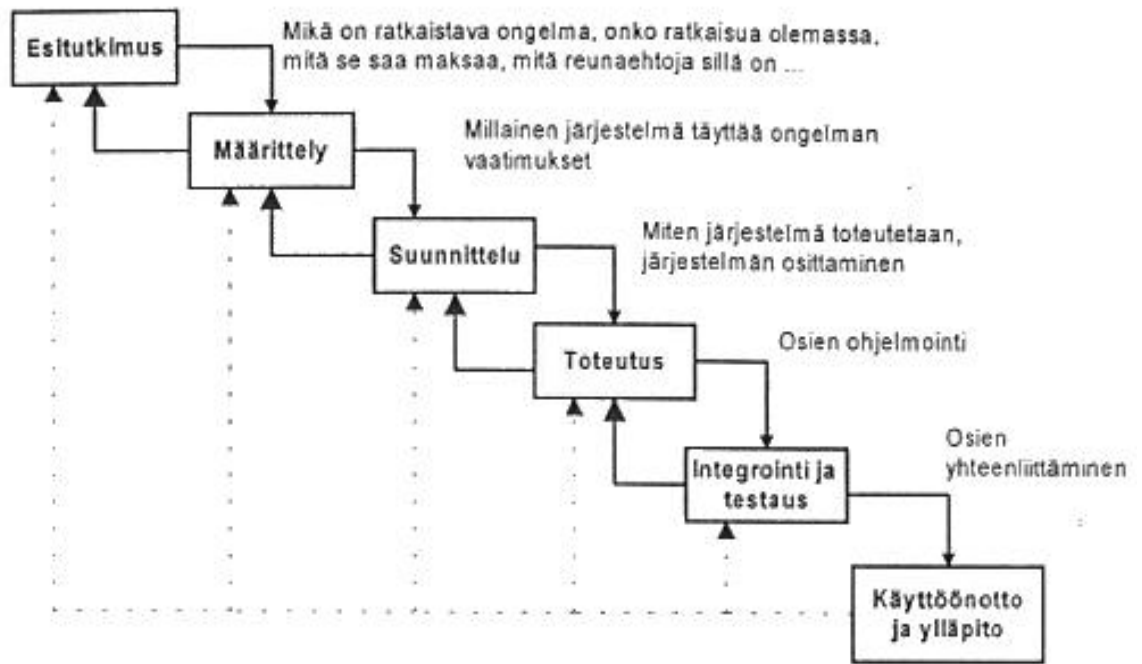 Esitutkimus
Mikä on ratkaistava ongelma, onko ratkaisua olemassa,
mitä se saa maksaa, mitä reunaehtoja sillä on ...
Määrittely
Millainen järjestelmä täyttää ongelman
vaatimukset
Suunnittelu
Miten järjestelmä toteutetaan,
järjestelmän osittaminen
Toteutus
Osien ohjelmointi
Integrointi ja
testaus
Osien
yhteenliittäminen
Käyttöönotto
ja ylläpito